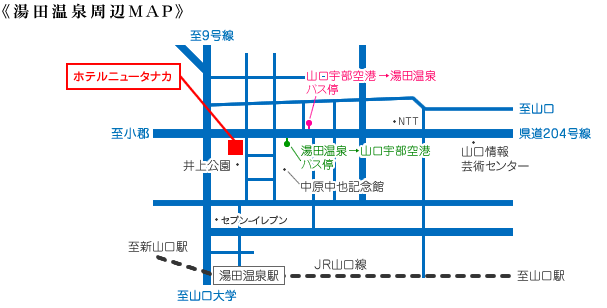 《湯田温泉周辺MAP》
至9号線
ホテルニュータナカ
山口宇部空港→湯田温泉
バス停
至山口
・NTT
至小郡
県道204号線
湯田温泉→山口宇部空港
バス停
山口情報
芸術センター
井上公園・
中原中也記念館
・セブン-イレブン
至新山口駅
JR山口線
湯田温泉駅
至山口駅
至山口大学